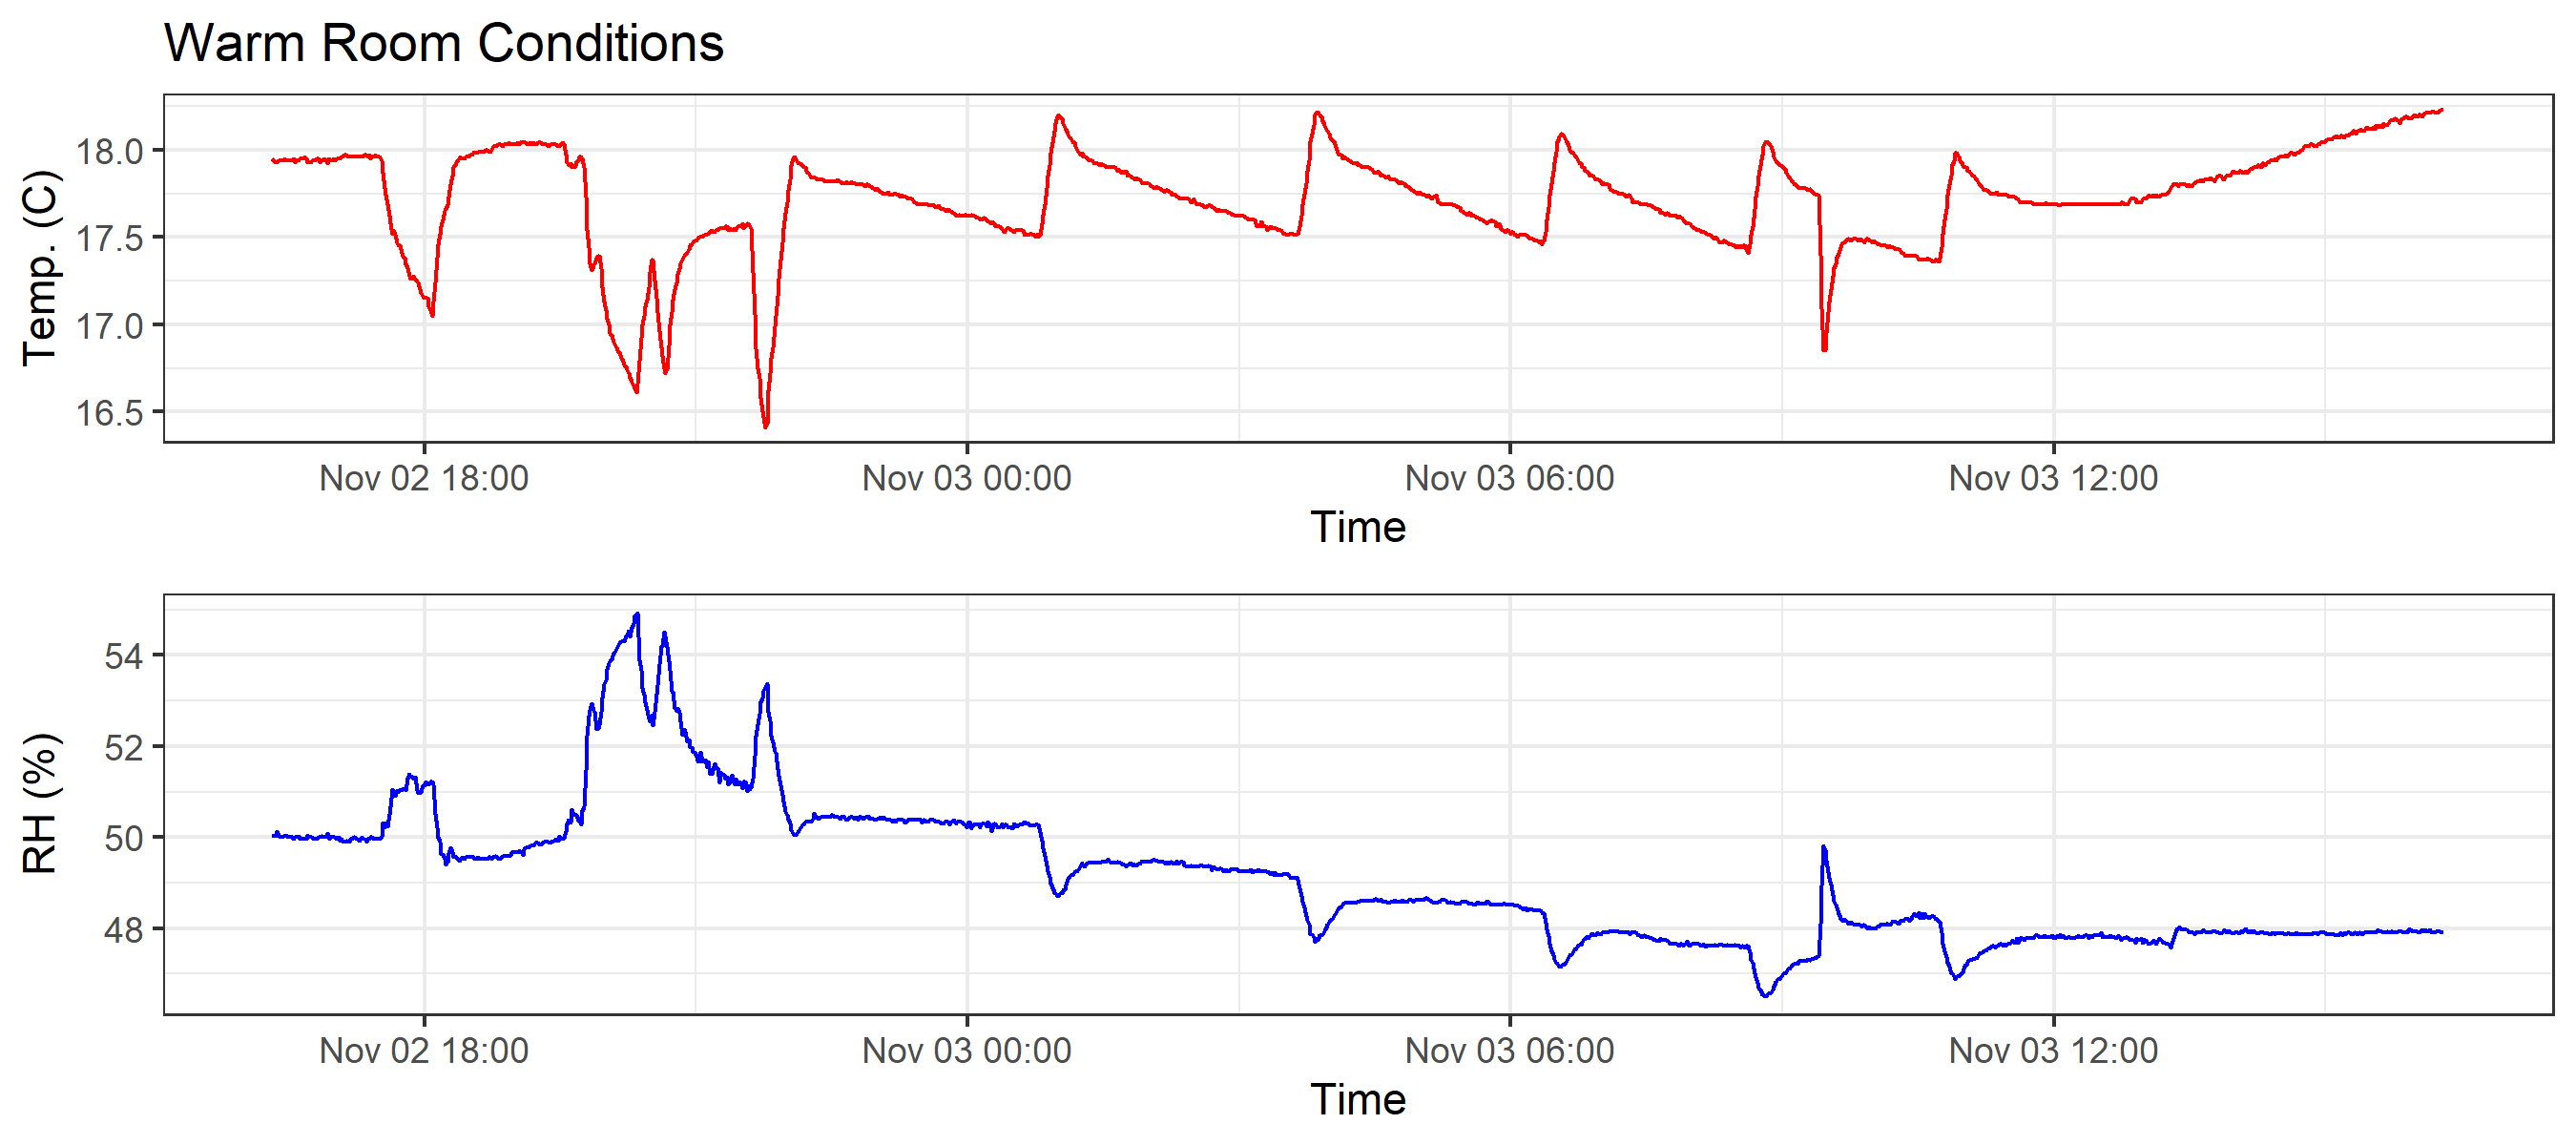 Warm Room Conditions
Temp. (C)
18.0
17.5
17.0
16.5
Nov 02 18:00 Nov 03 00:00 Nov 03 06:00 Nov 03 12:00
Time
RH (%)
54
52
50
48
Nov 02 18:00 Nov 03 00:00 Nov 03 06:00 Nov 03 12:00
Time